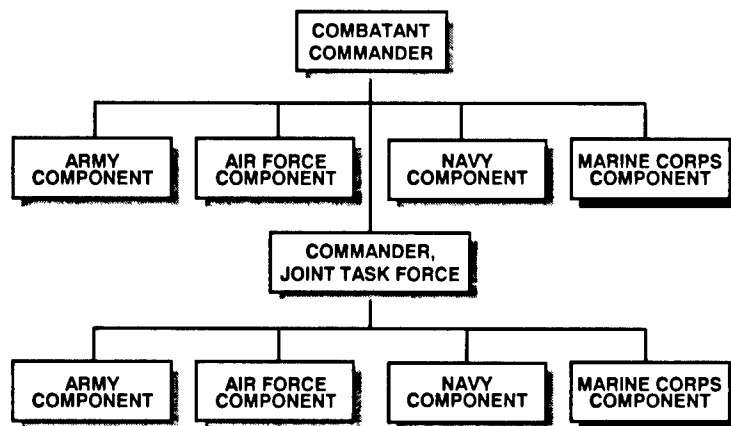 COMBATANT
COMMANDER
ARMY
COMPONENT
AIR FORCE
COMPONENT
NAVY
COMPONENT
MARINE CORPS
COMPONENT
COMMANDER,
JOINT TASK FORCE
ARMY
COMPONENT
AIR FORCE
COMPONENT
NAVY
COMPONENT
MARINE CORPS
COMPONENT